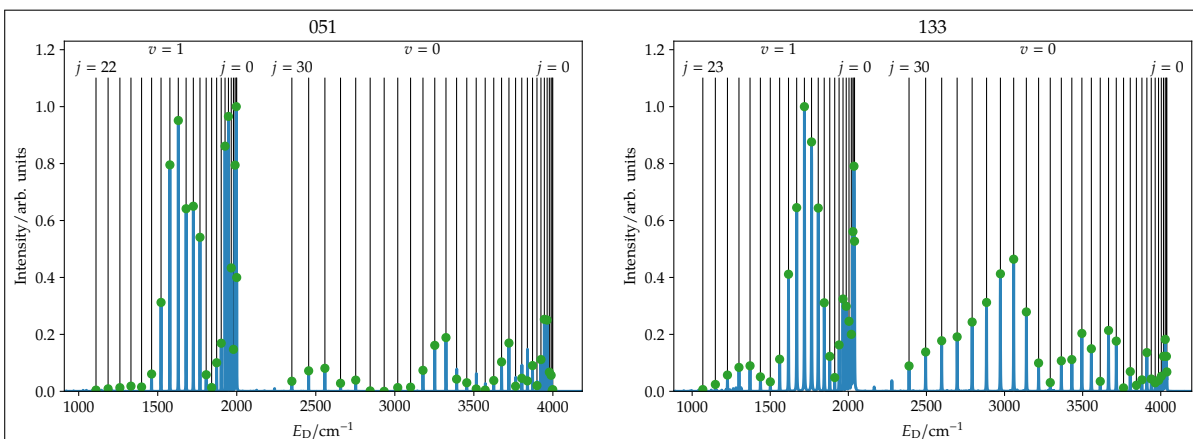 051
v = 1
v = 0
j = 22
j = 0
j = 30
j = 0
1.2
1.0
0.8
0.6
0.4
0.2
0.0
Intensity/arb. units
1000
1500
2000
2500
3000
3500
4000
E_D/cm⁻¹
133
v = 1
v = 0
j = 23
j = 0
j = 30
j = 0
1.2
1.0
0.8
0.6
0.4
0.2
0.0
Intensity/arb. units
1000
1500
2000
2500
3000
3500
4000
E_D/cm⁻¹